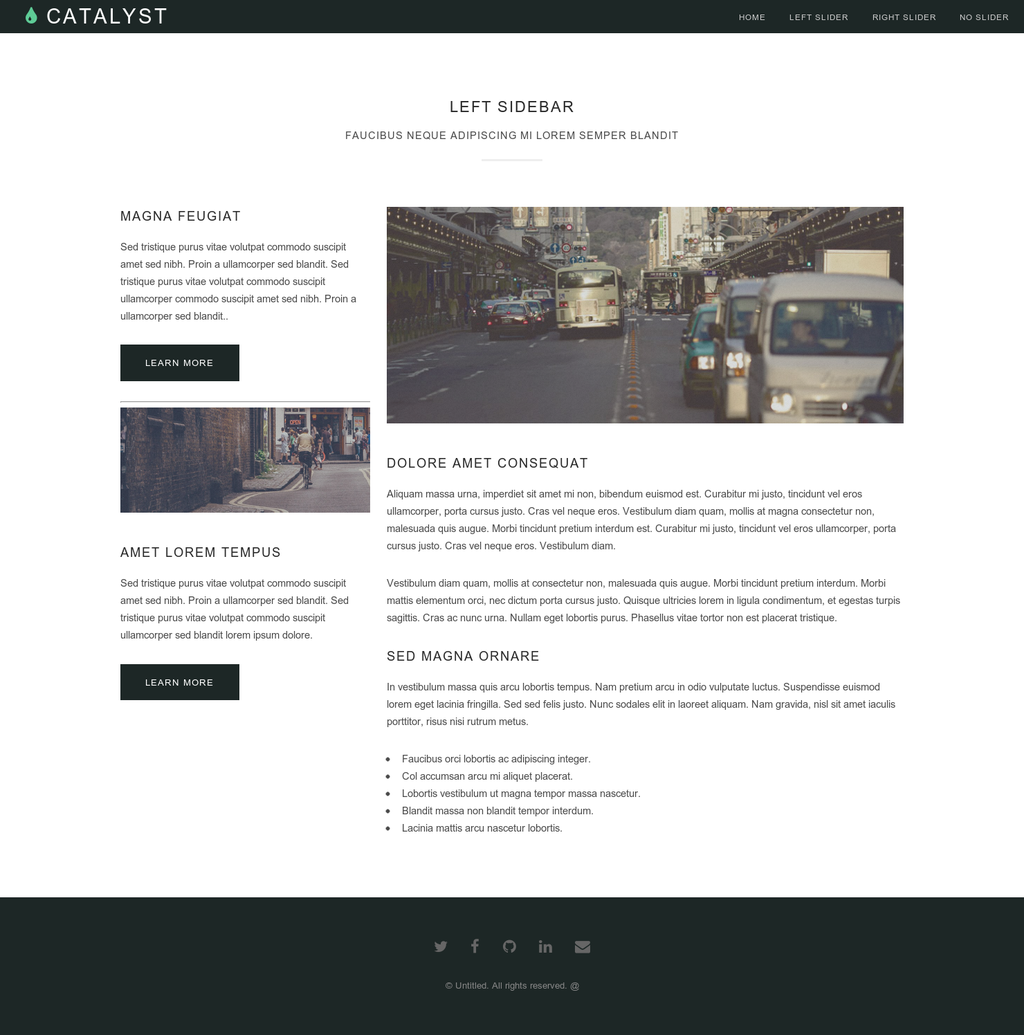 CATALYST
HOME LEFT SLIDER RIGHT SLIDER NO SLIDER
LEFT SIDEBAR
FAUCIBUS NEQUE ADIPISCING MI LOREM SEMPER BLANDIT
MAGNA FEUGIAT
Sed tristique purus vitae volutpat commodo suscipit
amet sed nibh. Proin a ullamcorper sed blandit. Sed
tristique purus vitae volutpat commodo suscipit
ullamcorper commodo suscipit amet sed nibh. Proin a
ullamcorper sed blandit..
LEARN MORE
OPEN
AMET LOREM TEMPUS
Sed tristique purus vitae volutpat commodo suscipit
amet sed nibh. Proin a ullamcorper sed blandit. Sed
tristique purus vitae volutpat commodo suscipit
ullamcorper sed blandit lorem ipsum dolore.
LEARN MORE
DOLORE AMET CONSEQUAT
Aliquam massa urna, imperdiet sit amet mi non, bibendum euismod est. Curabitur mi justo, tincidunt vel eros
ullamcorper, porta cursus justo. Cras vel neque eros. Vestibulum diam quam, mollis at magna consectetur non,
malesuada quis augue. Morbi tincidunt pretium interdum est. Curabitur mi justo, tincidunt vel eros ullamcorper, porta
cursus justo. Cras vel neque eros. Vestibulum diam.
Vestibulum diam quam, mollis at consectetur non, malesuada quis augue. Morbi tincidunt pretium interdum. Morbi
mattis elementum orci, nec dictum porta cursus justo. Quisque ultricies lorem in ligula condimentum, et egestas turpis
sagittis. Cras ac nunc urna. Nullam eget lobortis purus. Phasellus vitae tortor non est placerat tristique.
SED MAGNA ORNARE
In vestibulum massa quis arcu lobortis tempus. Nam pretium arcu in odio vulputate luctus. Suspendisse euismod
lorem eget lacinia fringilla. Sed sed felis justo. Nunc sodales elit in laoreet aliquam. Nam gravida, nisl sit amet iaculis
porttitor, risus nisi rutrum metus.
• Faucibus orci lobortis ac adipiscing integer.
• Col accumsan arcu mi aliquet placerat.
• Lobortis vestibulum ut magna tempor massa nascetur.
• Blandit massa non blandit tempor interdum.
• Lacinia mattis arcu nascetur lobortis.
© Untitled. All rights reserved. @